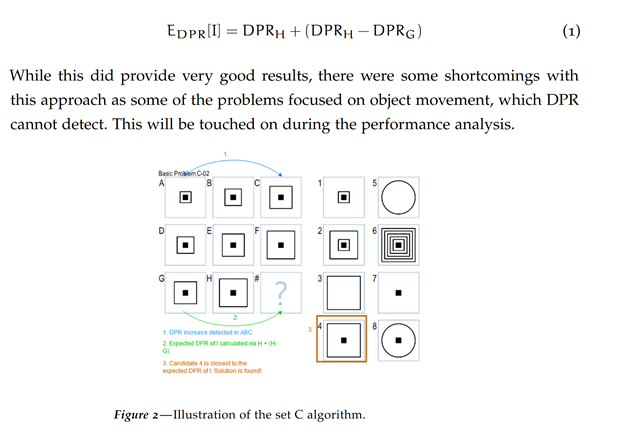 E_DPR[I] = DPR_H + (DPR_H − DPR_G) (1)
While this did provide very good results, there were some shortcomings with
this approach as some of the problems focused on object movement, which DPR
cannot detect. This will be touched on during the performance analysis.
1.
Basic Problem C-02
A B C 1 5
D E F 2 6
G H # 3 7
?
2.
3. 4 8
1. DPR increase detected in ABC
2. Expected DPR of I calculated via H + (H-
G).
3. Candidate 4 is closest to the
expected DPR of I. Solution is found!
Figure 2—Illustration of the set C algorithm.